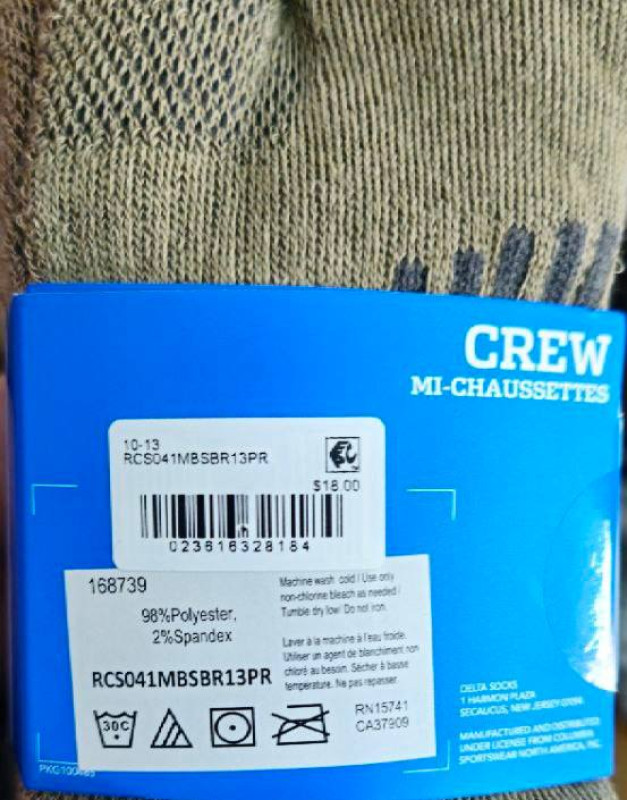 CREW
MI-CHAUSSETTES
10-13
RCS041MBSBR13PR
$18.00
023616328184
168739
98%Polyester,
2%Spandex
RCS041MBSBR13PR
Machine wash cold / Use only
non-chlorine bleach as needed /
Tumble dry low/ Do not iron.
Laver à la machine à l'eau froide.
Utiliser un agent de blanchiment non
chloré au besoin. Sécher à basse
température. Ne pas repasser.
30C
RN15741
CA37909
DELTA SOCKS
1 HARMON PLAZA
SECAUCUS, NEW JERSEY
MANUFACTURED AND DISTRIBUTED
UNDER LICENSE FROM COLUMBIA
SPORTSWEAR NORTH AMERICA, INC.